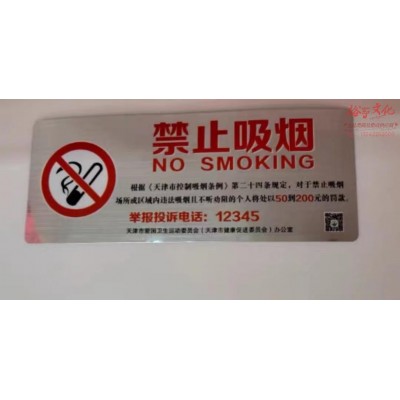 禁止吸烟
NO SMOKING
根据《天津市控制吸烟条例》第二十四条规定，对于禁止吸烟
场所或区域内违法吸烟且不听劝阻的个人将处以50到200元的罚款。
举报投诉电话：12345
天津市爱国卫生运动委员会（天津市健康促进委员会）办公室